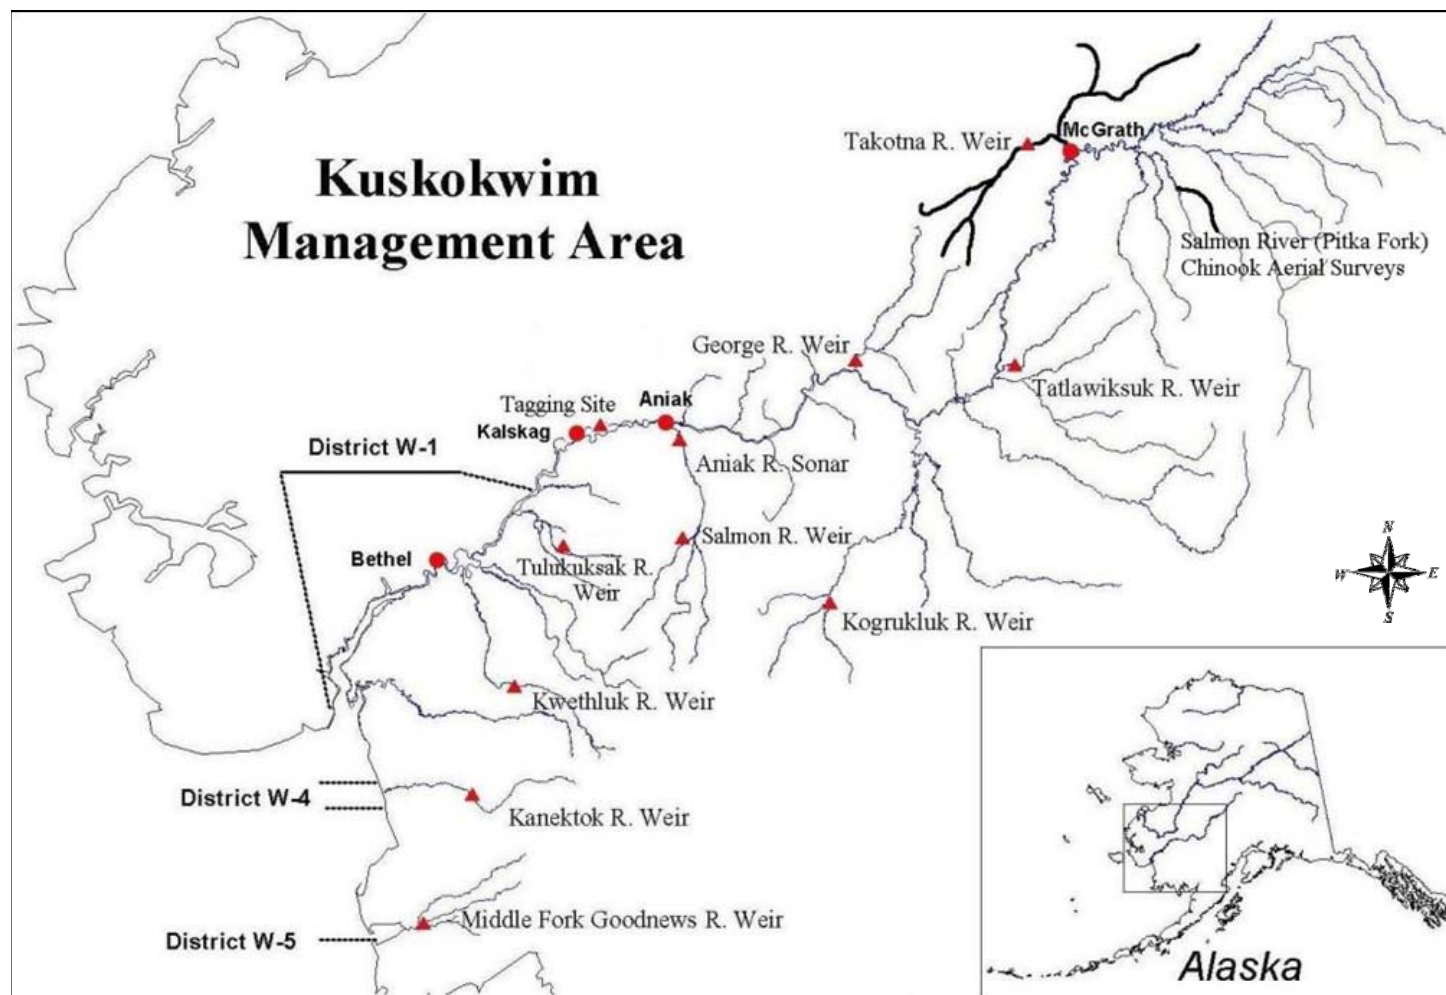 Kuskokwim
Management Area
McGrath
Takotna R. Weir
Salmon River (Pitka Fork)
Chinook Aerial Surveys
George R. Weir
Tatlawiksuk R. Weir
Tagging Site
Aniak
Kalskag
District W-1
Aniak R. Sonar
Salmon R. Weir
Bethel
Tulukuksak R.
Weir
Kogrukluk R. Weir
N
W
E
S
Kwethluk R. Weir
District W-4
Kanektok R. Weir
Middle Fork Goodnews R. Weir
District W-5
Alaska